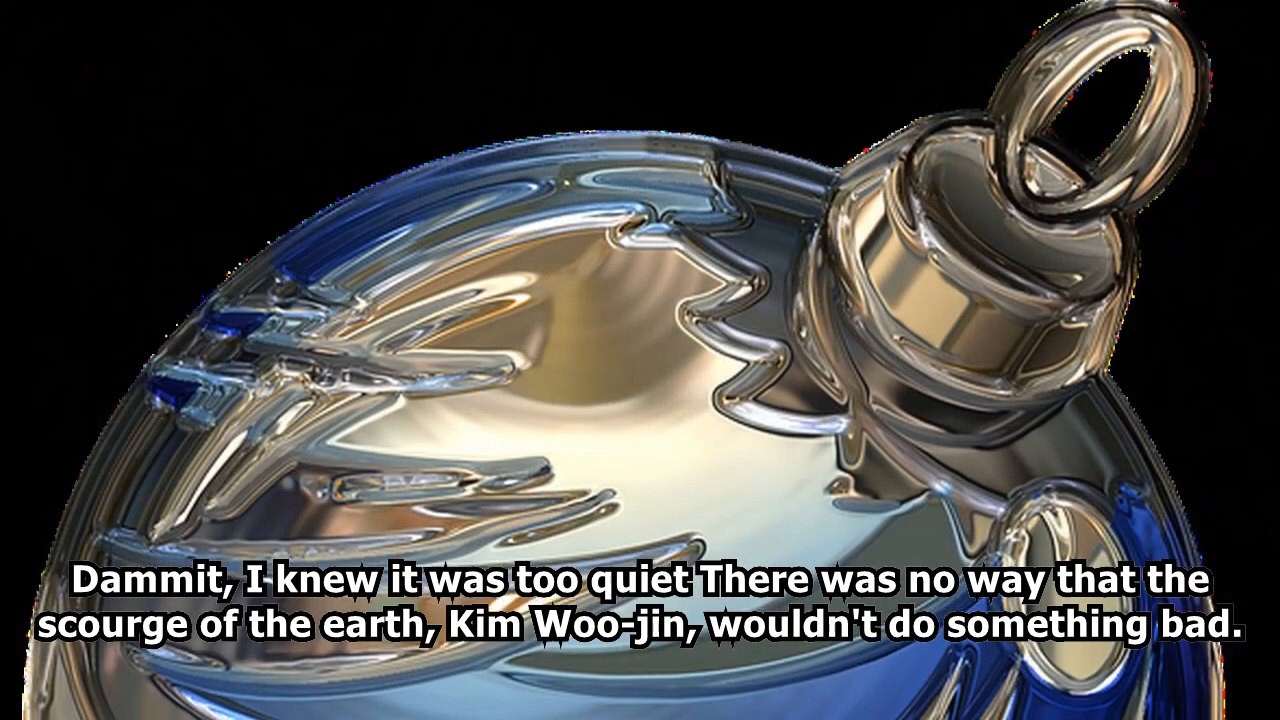 Dammit, I knew it was too quiet There was no way that the
scourge of the earth, Kim Woo-jin, wouldn't do something bad.